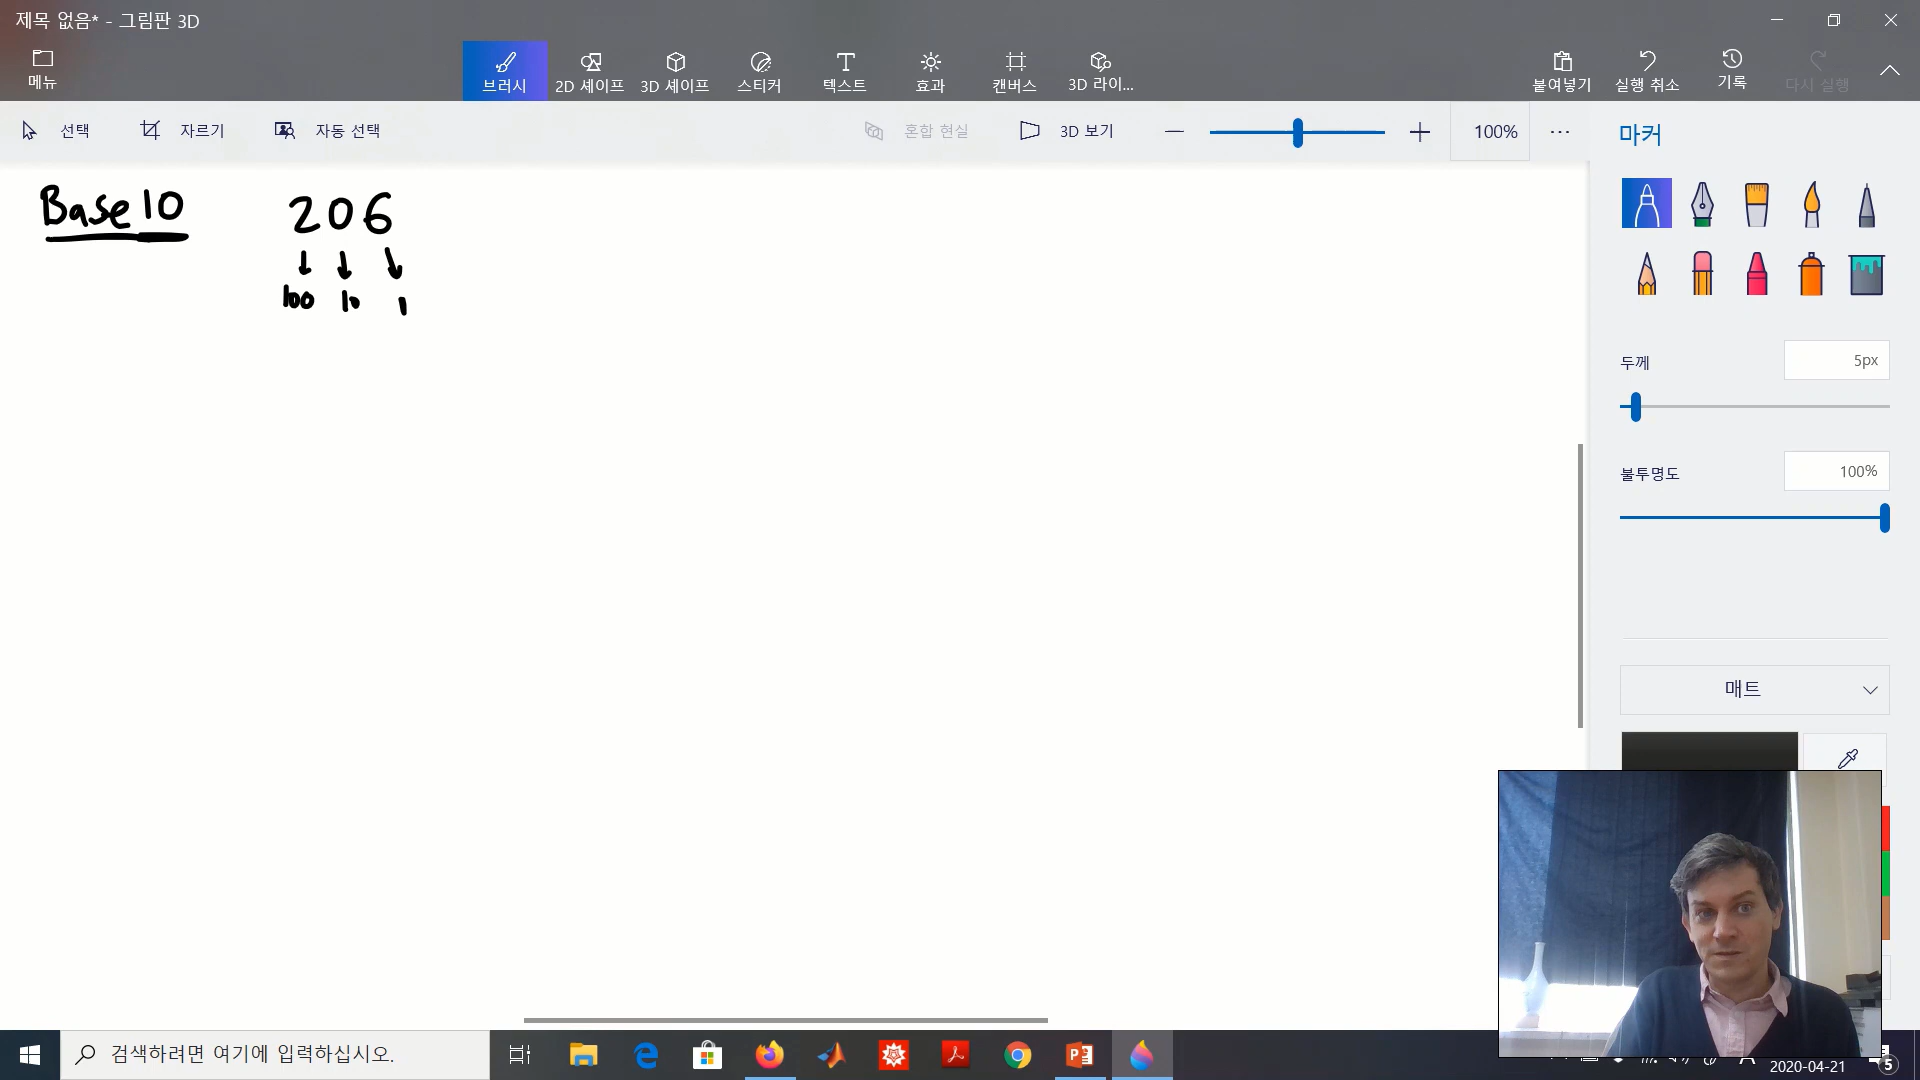 제목 없음* - 그림판 3D
메뉴
브러시
2D 셰이프
3D 셰이프
스티커
텍스트
효과
캔버스
3D 라이...
붙여넣기
실행 취소
기록
다시 실행
선택
자르기
자동 선택
혼합 현실
3D 보기
100%
마커
Base 10
206
100 10 1
두께
5px
불투명도
100%
매트
검색하려면 여기에 입력하십시오.
A
2020-04-21
5